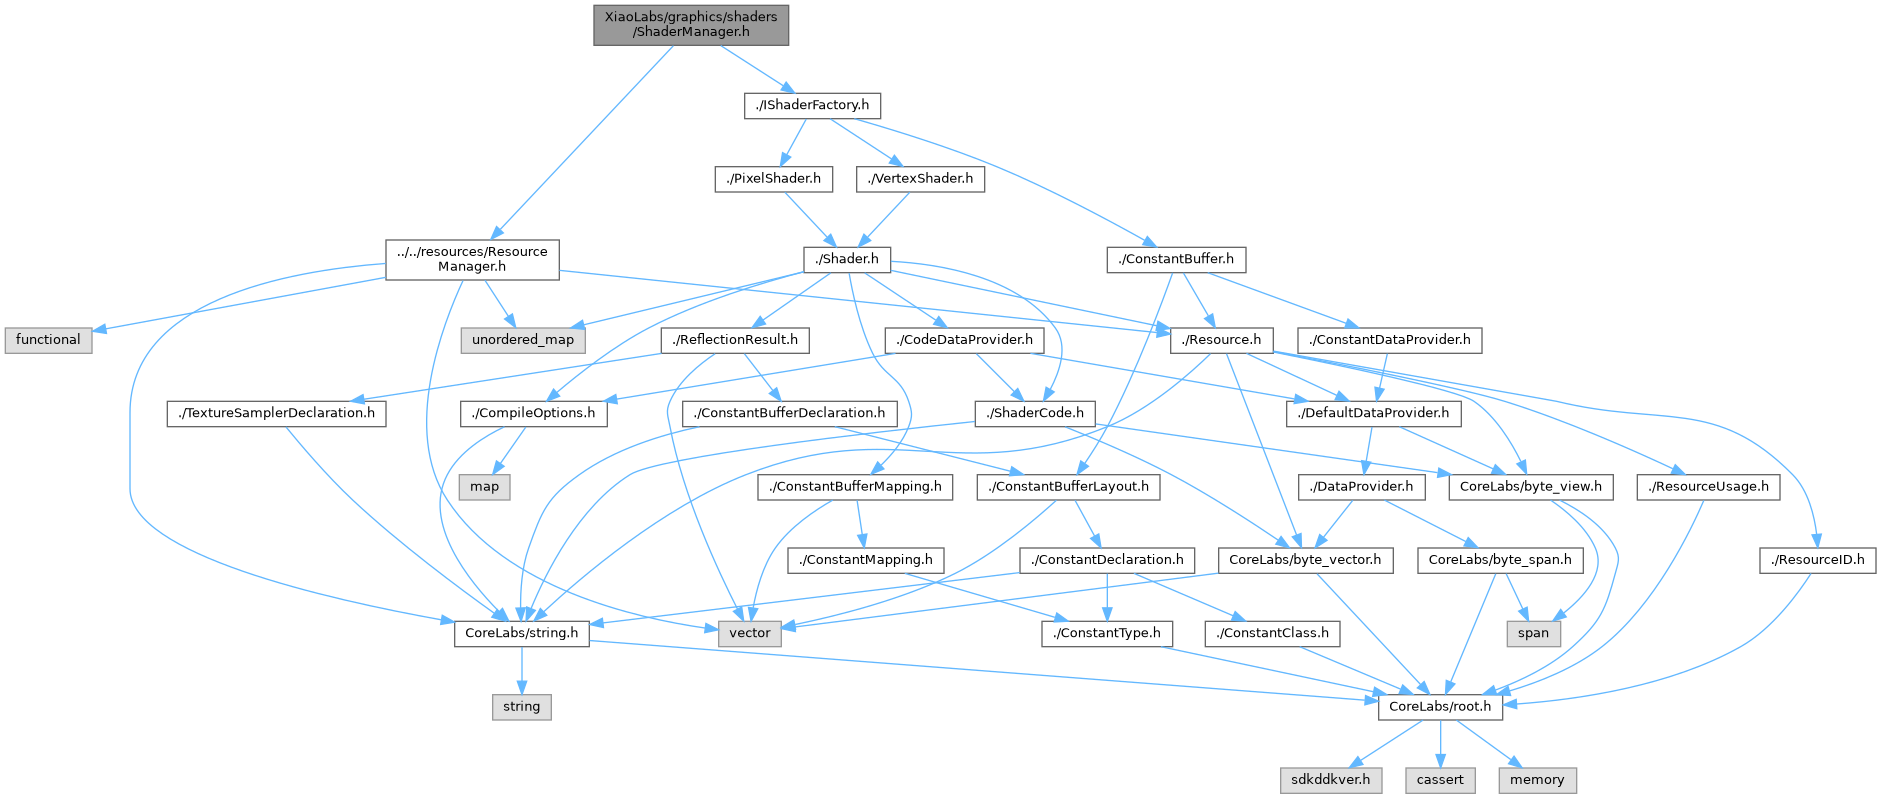 XiaoLabs/graphics/shaders
/ShaderManager.h
./IShaderFactory.h
./PixelShader.h
./VertexShader.h
../../resources/Resource
Manager.h
./Shader.h
./ConstantBuffer.h
functional
unordered_map
./ReflectionResult.h
./CodeDataProvider.h
./Resource.h
./ConstantDataProvider.h
./TextureSamplerDeclaration.h
./CompileOptions.h
./ConstantBufferDeclaration.h
./ShaderCode.h
./DefaultDataProvider.h
map
./ConstantBufferMapping.h
./ConstantBufferLayout.h
./DataProvider.h
CoreLabs/byte_view.h
./ResourceUsage.h
./ConstantMapping.h
./ConstantDeclaration.h
CoreLabs/byte_vector.h
CoreLabs/byte_span.h
./ResourceID.h
CoreLabs/string.h
vector
./ConstantType.h
./ConstantClass.h
span
string
CoreLabs/root.h
sdkddkver.h
cassert
memory